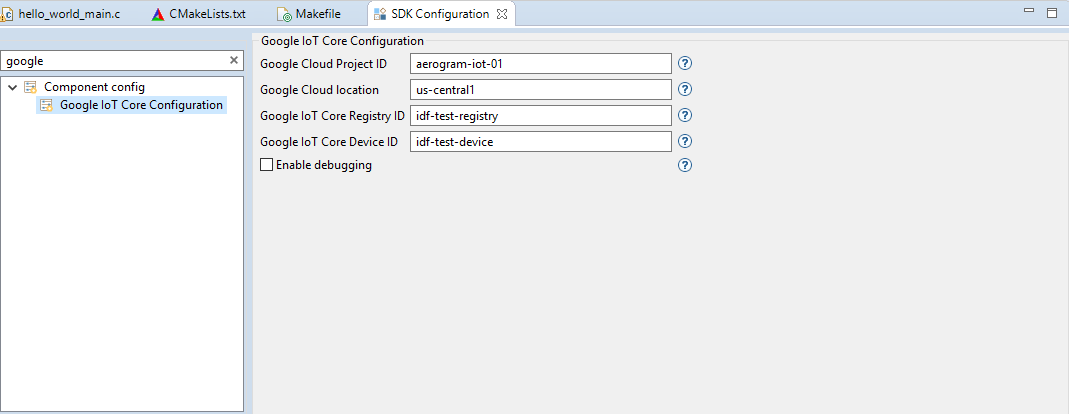 hello_world_main.c CMakeLists.txt Makefile SDK Configuration
google
Component config
Google IoT Core Configuration
Google IoT Core Configuration
Google Cloud Project ID aerogram-iot-01 ?
Google Cloud location us-central1 ?
Google IoT Core Registry ID idf-test-registry ?
Google IoT Core Device ID idf-test-device ?
Enable debugging ?